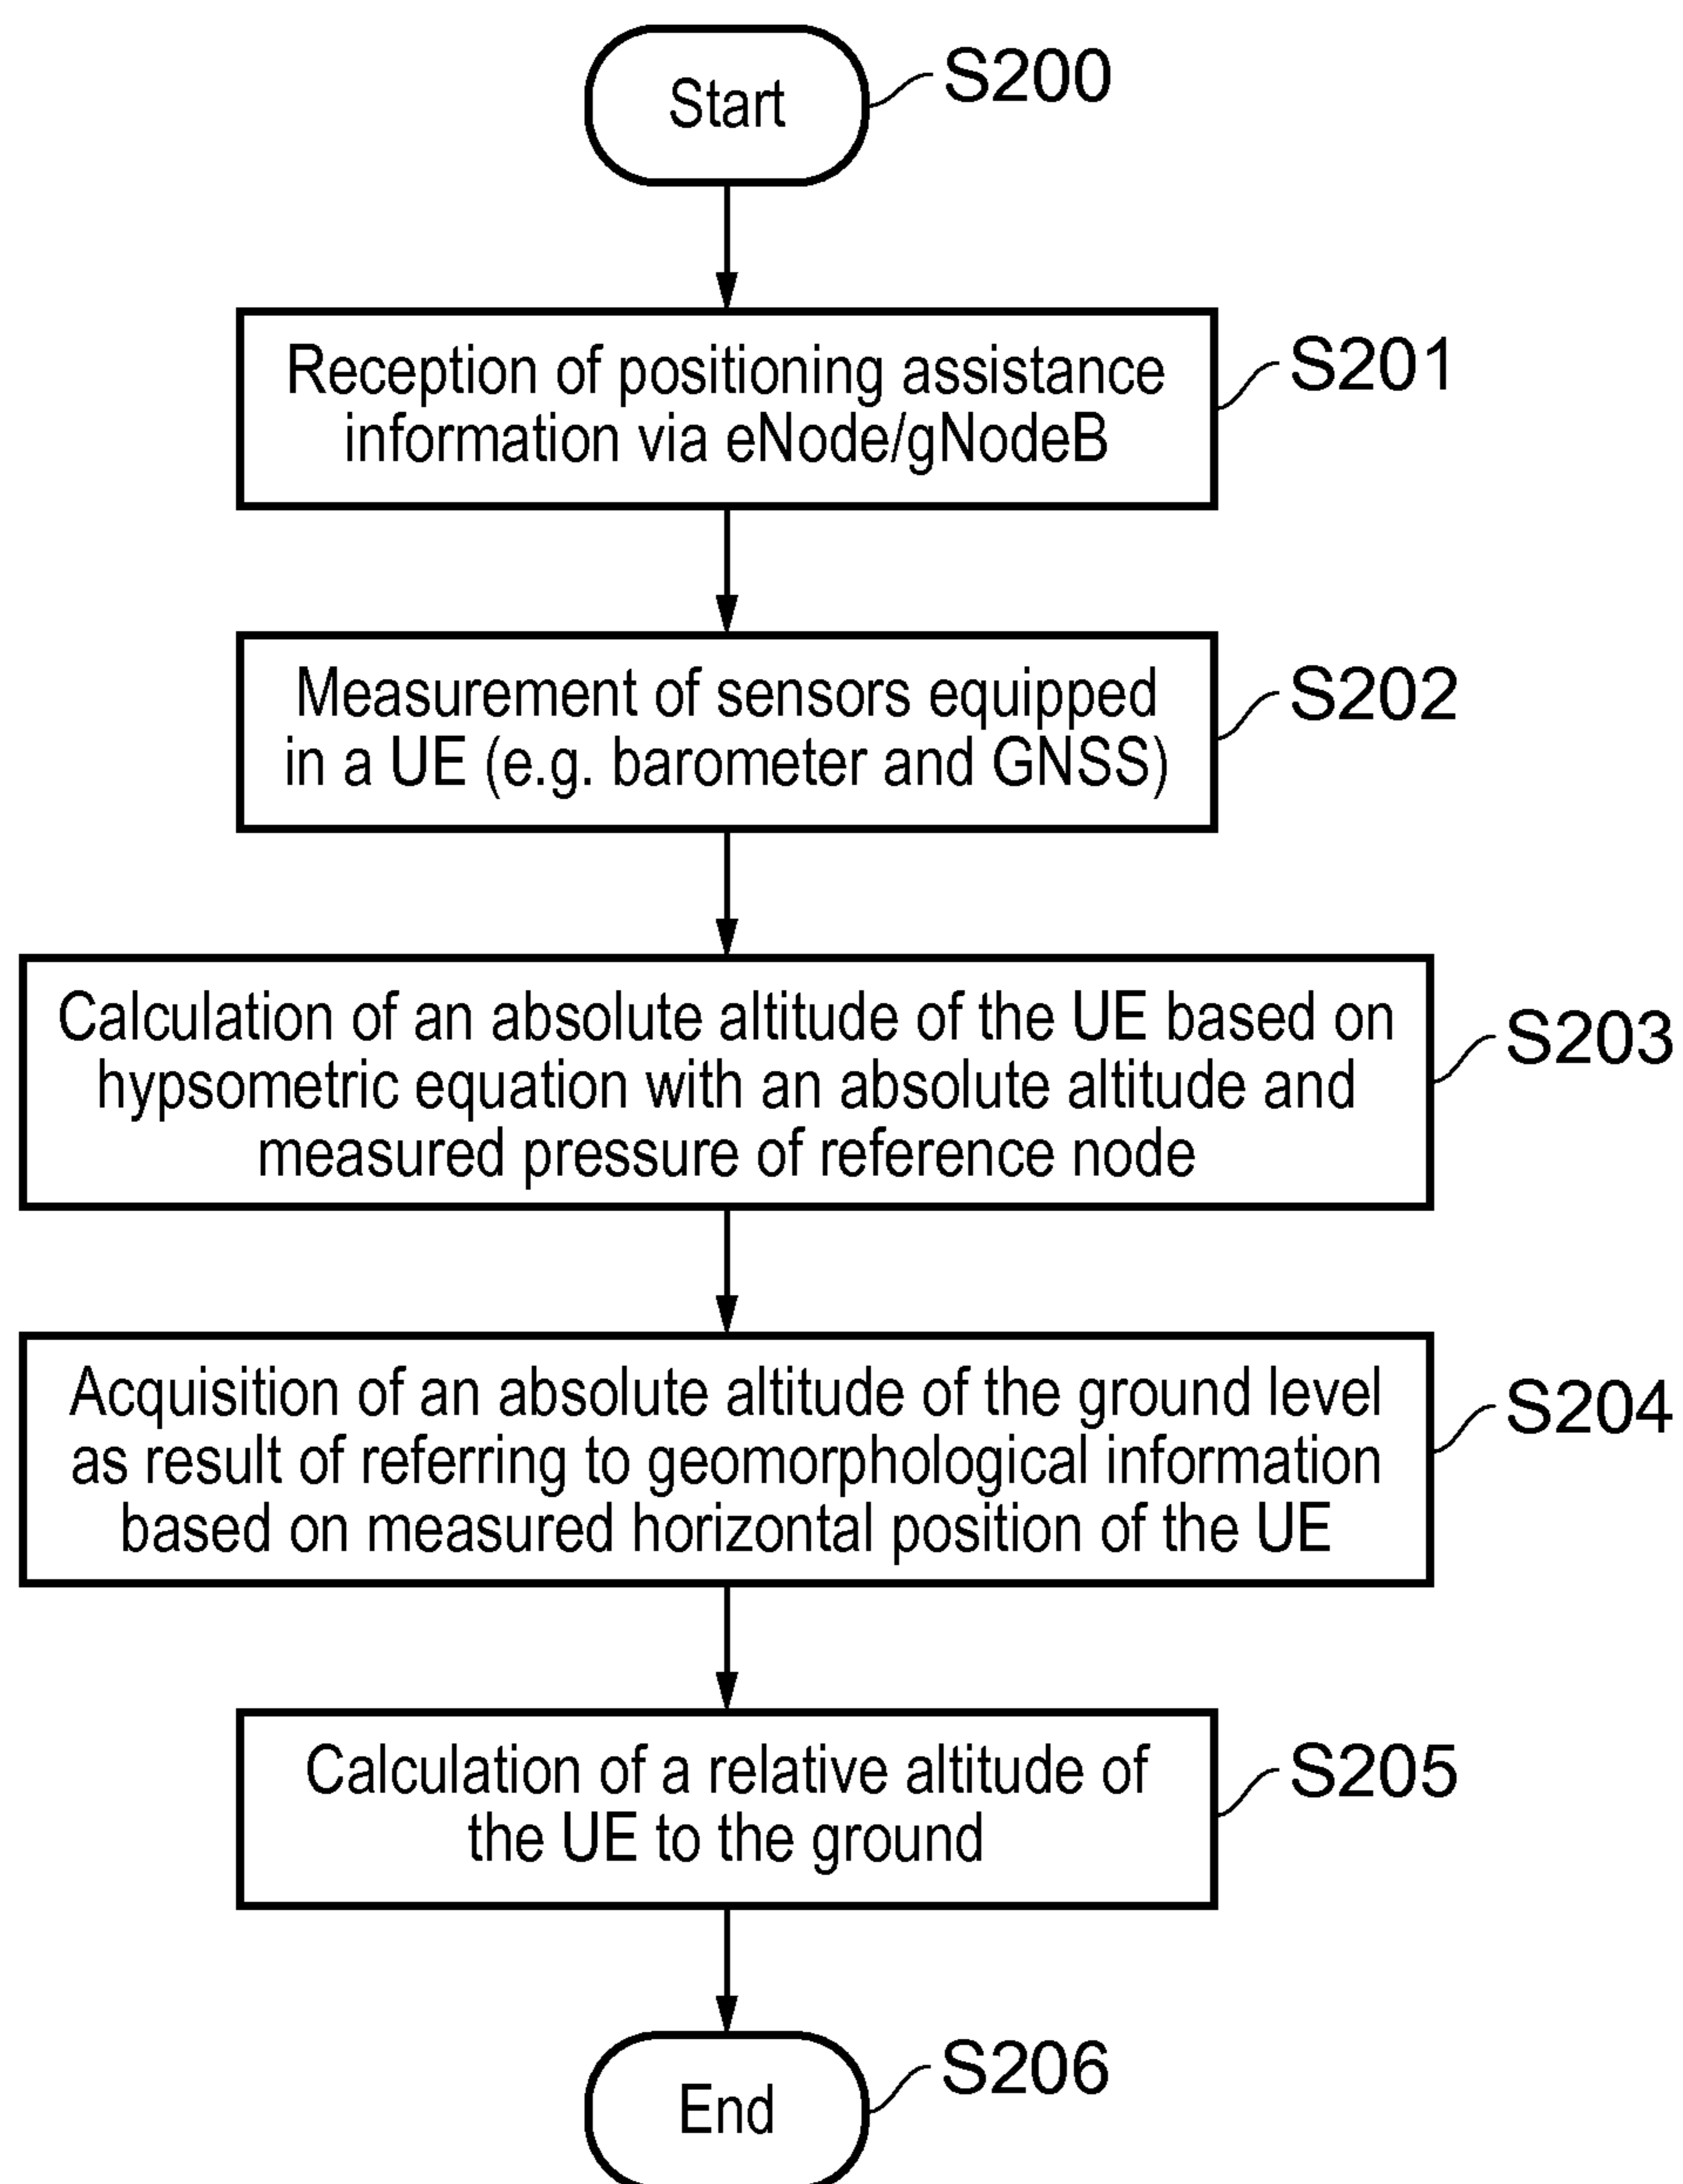 Start
S200
Reception of positioning assistance
information via eNode/gNodeB
S201
Measurement of sensors equipped
in a UE (e.g. barometer and GNSS)
S202
Calculation of an absolute altitude of the UE based on
hypsometric equation with an absolute altitude and
measured pressure of reference node
S203
Acquisition of an absolute altitude of the ground level
as result of referring to geomorphological information
based on measured horizontal position of the UE
S204
Calculation of a relative altitude of
the UE to the ground
S205
End
S206